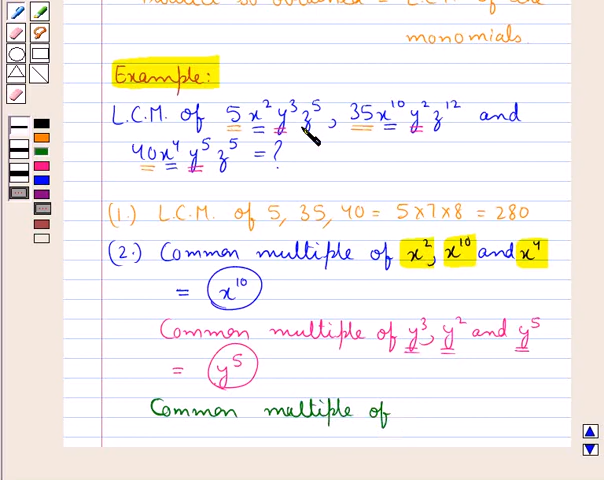 monomials.
Example:
L.C.M. of 5x²y³z⁵, 35x¹⁰y²z¹² and
40x⁴y⁵z⁵ = ?
(1.) L.C.M. of 5, 35, 40 = 5×7×8 = 280
(2.) Common multiple of x², x¹⁰ and x⁴
= x¹⁰
Common multiple of y³, y² and y⁵
= y⁵
Common multiple of